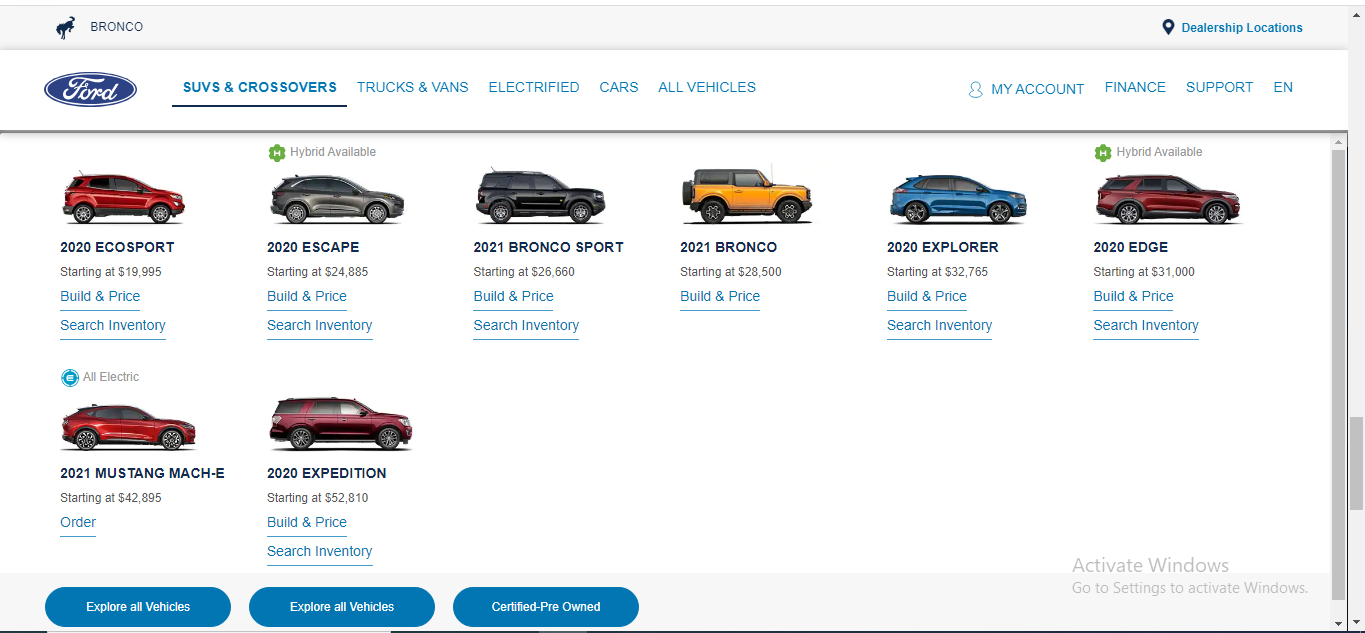 BRONCO
Dealership Locations
Ford
SUVS & CROSSOVERS TRUCKS & VANS ELECTRIFIED CARS ALL VEHICLES
MY ACCOUNT FINANCE SUPPORT EN
H Hybrid Available
H Hybrid Available
2020 ECOSPORT 2020 ESCAPE 2021 BRONCO SPORT 2021 BRONCO 2020 EXPLORER 2020 EDGE
Starting at $19,995 Starting at $24,885 Starting at $26,660 Starting at $28,500 Starting at $32,765 Starting at $31,000
Build & Price Build & Price Build & Price Build & Price Build & Price Build & Price
Search Inventory Search Inventory Search Inventory Search Inventory Search Inventory
E All Electric
2021 MUSTANG MACH-E 2020 EXPEDITION
Starting at $42,895 Starting at $52,810
Order Build & Price
Search Inventory
Activate Windows
Go to Settings to activate Windows.
Explore all Vehicles Explore all Vehicles Certified-Pre Owned